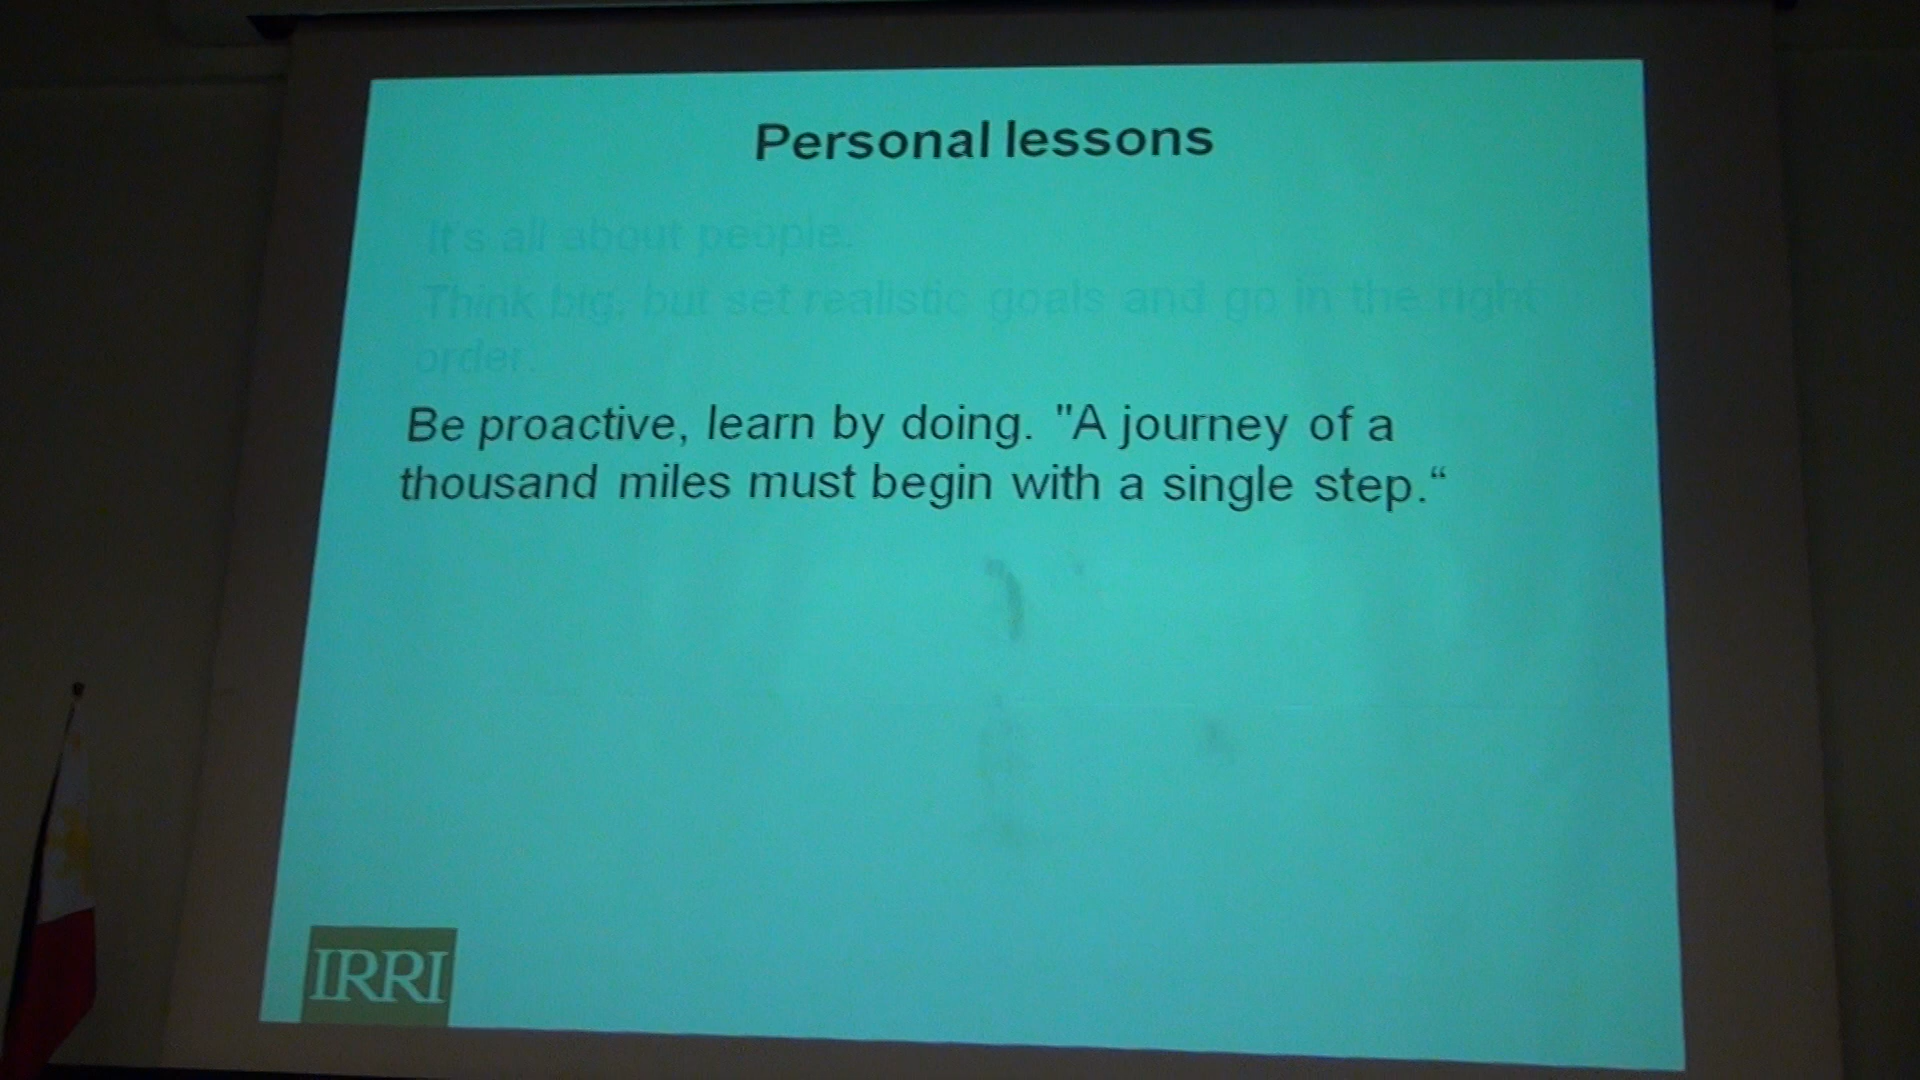 Personal lessons
It's all about people.
Think big, but set realistic goals and go in the right
order.
Be proactive, learn by doing. "A journey of a
thousand miles must begin with a single step.“
IRRI